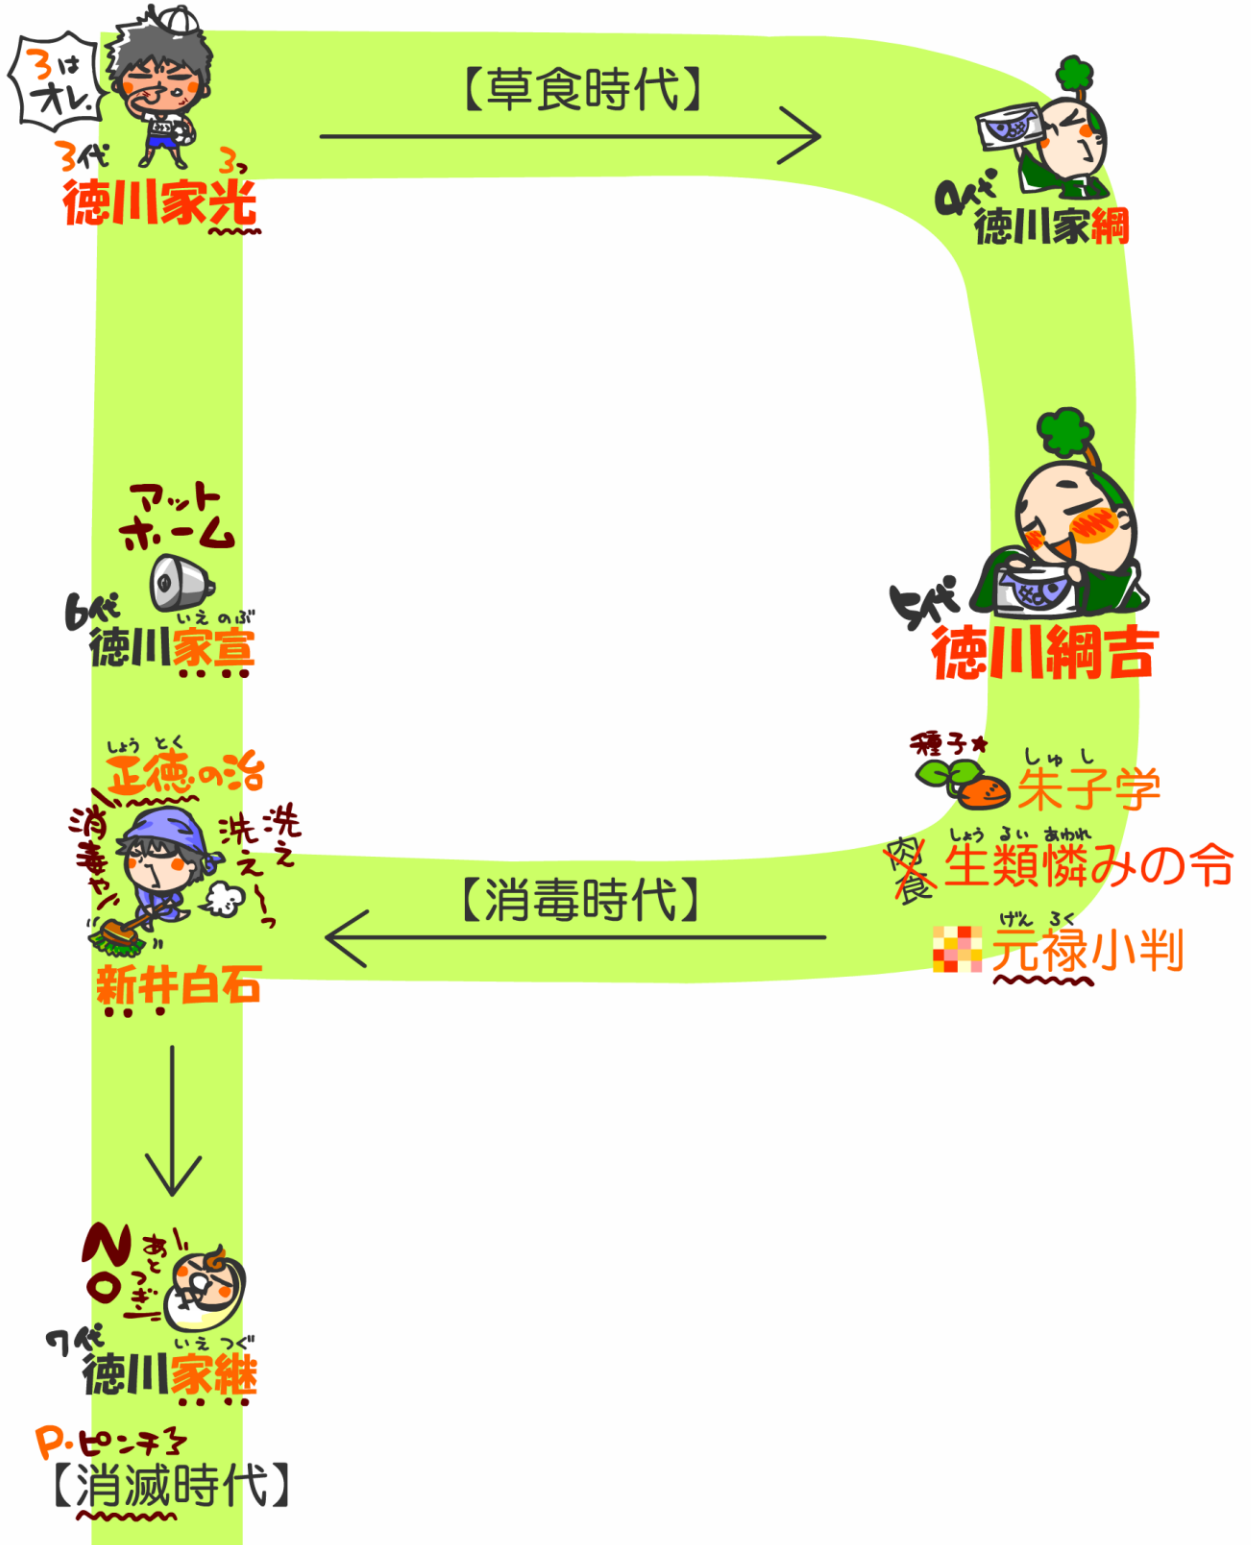 3は
オレ.
3代
3っ
徳川家光
【草食時代】
4代
徳川家綱
5代
徳川綱吉
種子★
しゅ し
朱子学
肉食
しょう るい あわれ
生類憐みの令
げん ろく
元禄小判
【消毒時代】
アット
ホーム
6代
いえ のぶ
徳川家宣
しょう とく
正徳の治
消毒や
洗え
洗え〜っ
新井白石
NO
あとつぎ
7代
いえ つぐ
徳川家継
P.ピンチ3
【消滅時代】